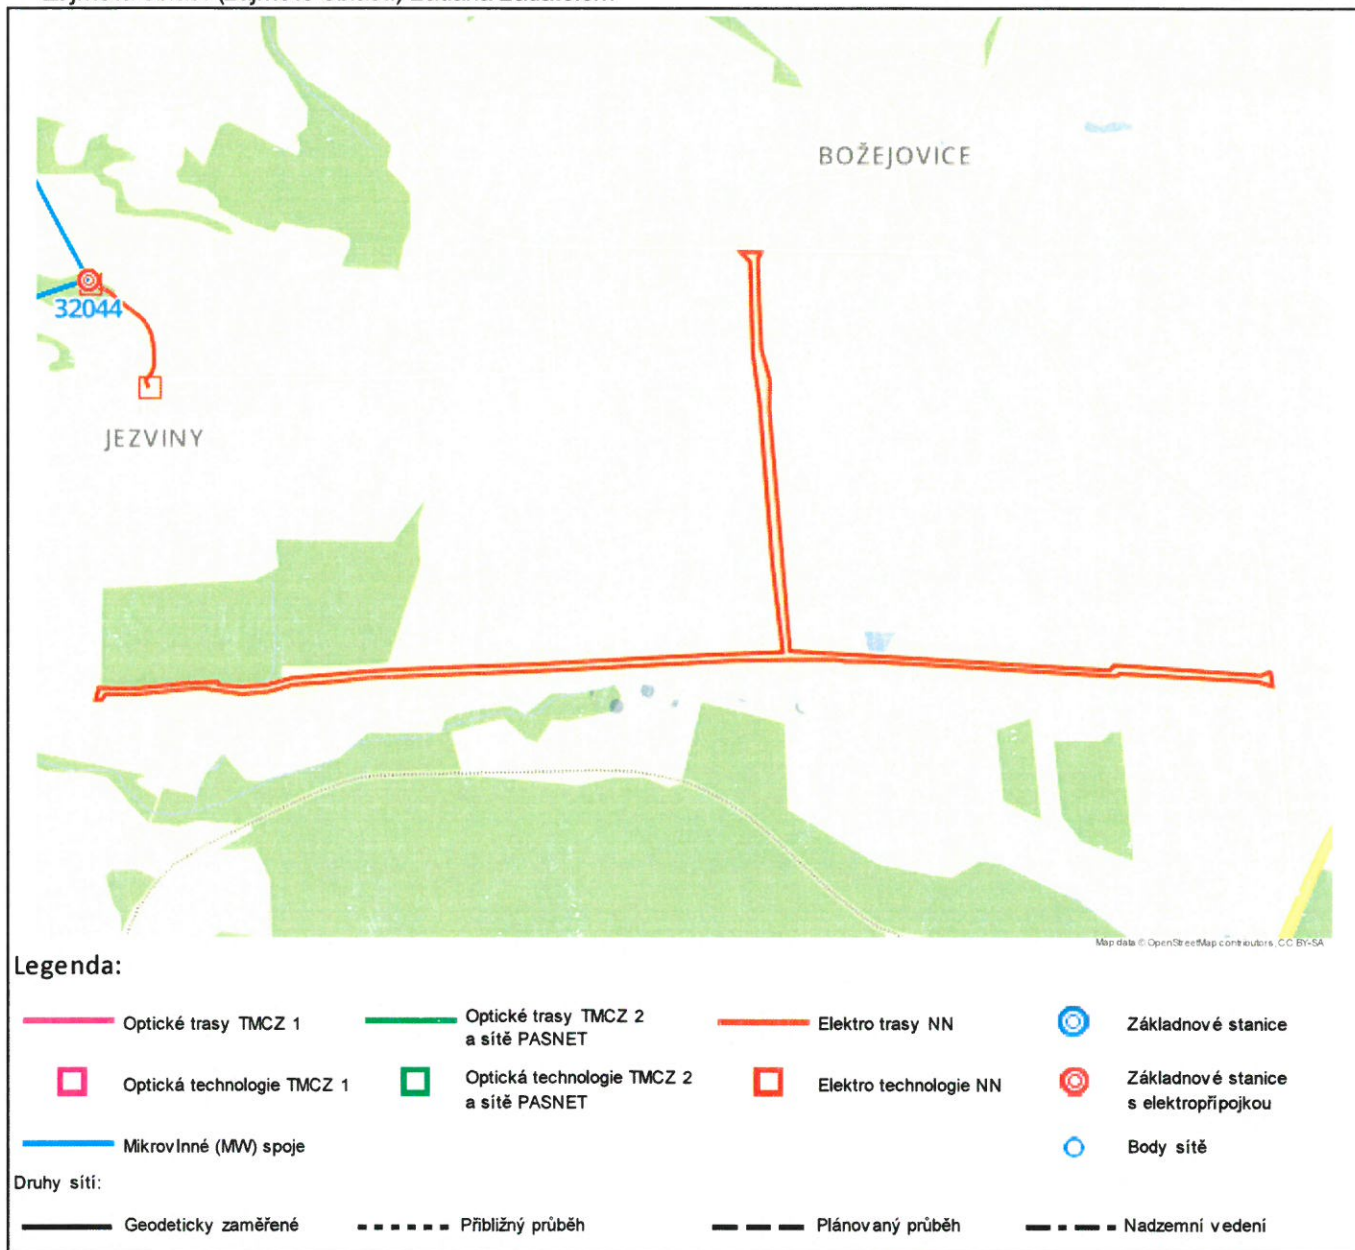 BOŽEJOVICE
32044
JEZVINY
Map data © OpenStreetMap contributors, CC BY-SA
Legenda:
Optické trasy TMCZ 1
Optické trasy TMCZ 2
a sítě PASNET
Elektro trasy NN
Základnové stanice
Optická technologie TMCZ 1
Optická technologie TMCZ 2
a sítě PASNET
Elektro technologie NN
Základnové stanice
s elektropřípojkou
Mikrovlnné (MW) spoje
Body sítě
Druhy sítí:
Geodeticky zaměřené
Přibližný průběh
Plánovaný průběh
Nadzemní vedení